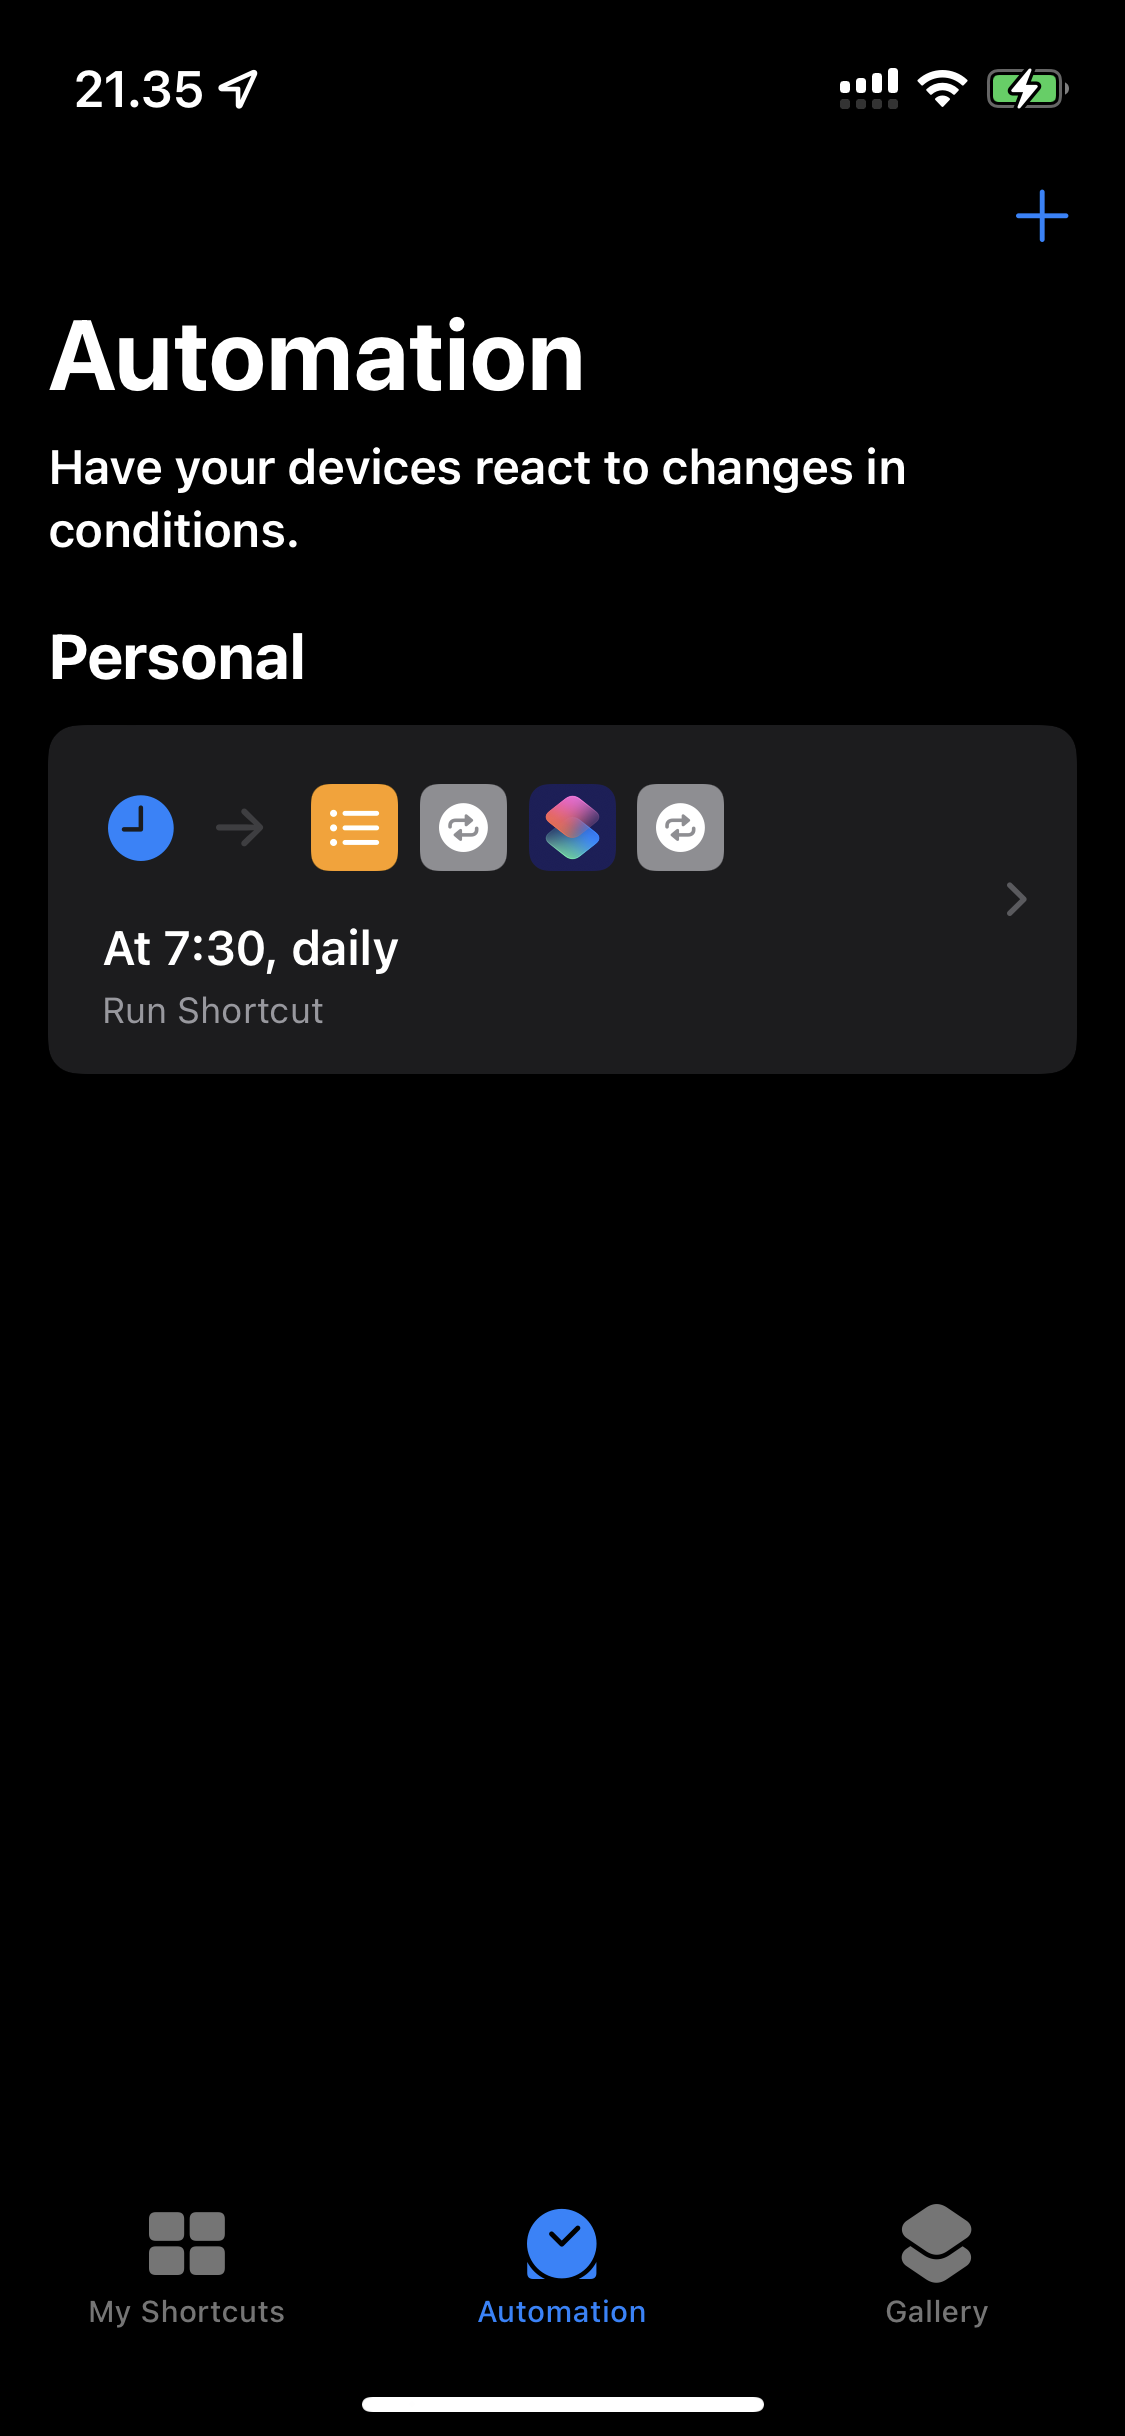 21.35
Automation
Have your devices react to changes in
conditions.
Personal
At 7:30, daily
Run Shortcut
My Shortcuts
Automation
Gallery